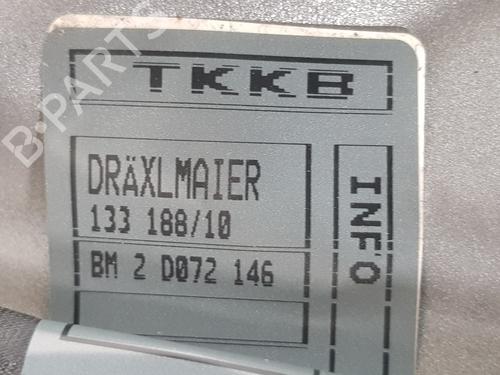 TKKB
DRÄXLMAIER
133 188/10
BM 2 D072 146
INFO
B-PARTS